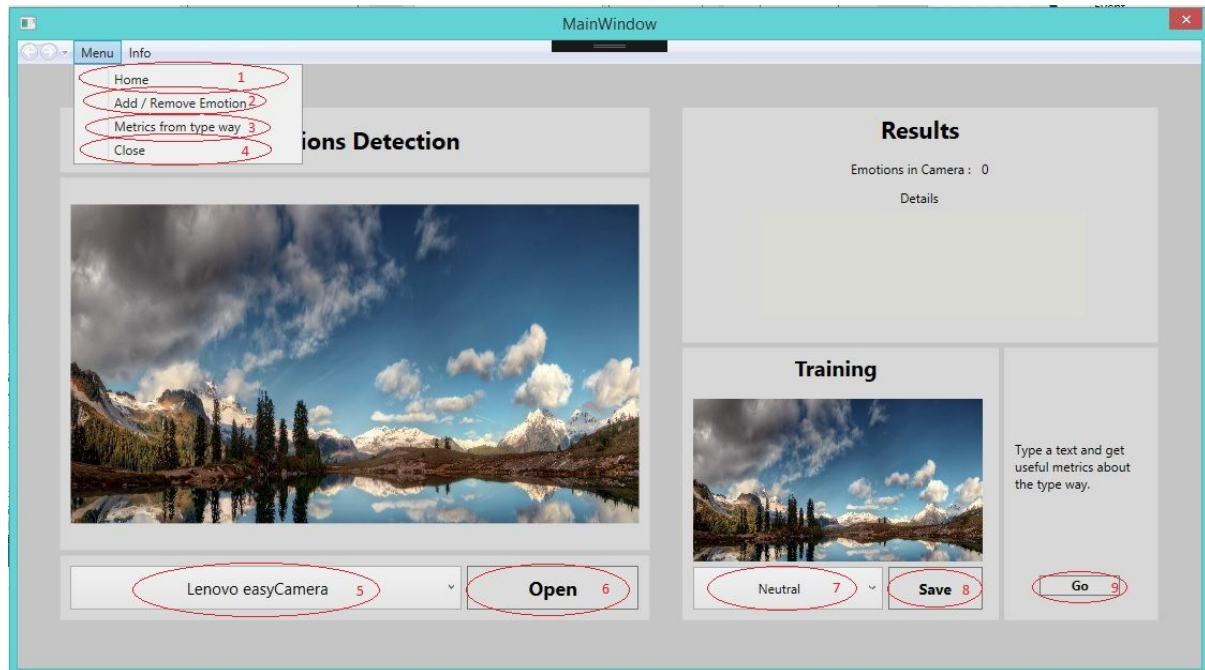 Event
MainWindow
Menu Info
Home 1
Add / Remove Emotion 2
Metrics from type way 3
Close 4
ions Detection
Results
Emotions in Camera : 0
Details
Training
Type a text and get
useful metrics about
the type way.
Lenovo easyCamera 5
Open 6
Neutral 7
Save 8
Go 9